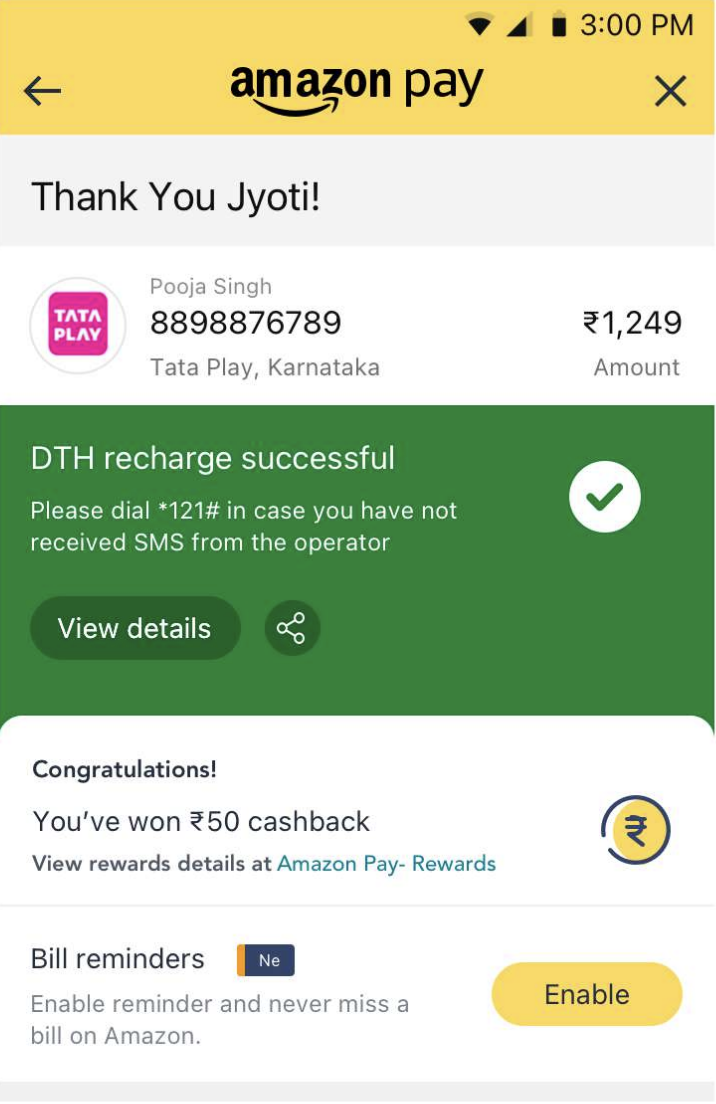 3:00 PM
amazon pay
Thank You Jyoti!
Pooja Singh
TATA
PLAY
8898876789
₹1,249
Tata Play, Karnataka
Amount
DTH recharge successful
Please dial *121# in case you have not
received SMS from the operator
View details
Congratulations!
You've won ₹50 cashback
₹
View rewards details at Amazon Pay- Rewards
Bill reminders
Ne
Enable reminder and never miss a
bill on Amazon.
Enable